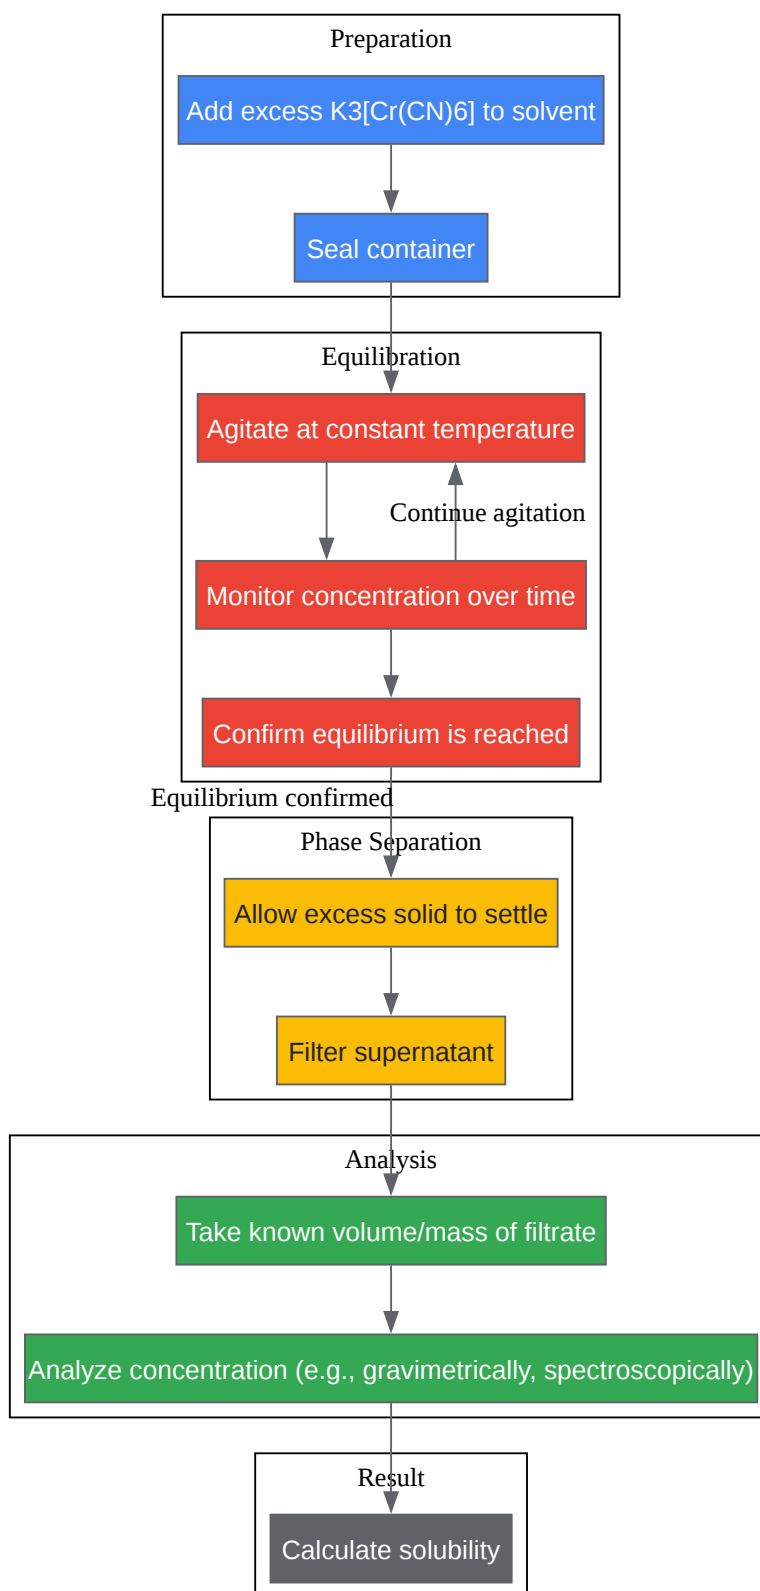 Preparation
Add excess K3[Cr(CN)6] to solvent
Seal container
Equilibration
Agitate at constant temperature
Continue agitation
Monitor concentration over time
Confirm equilibrium is reached
Equilibrium confirmed
Phase Separation
Allow excess solid to settle
Filter supernatant
Analysis
Take known volume/mass of filtrate
Analyze concentration (e.g., gravimetrically, spectroscopically)
Result
Calculate solubility